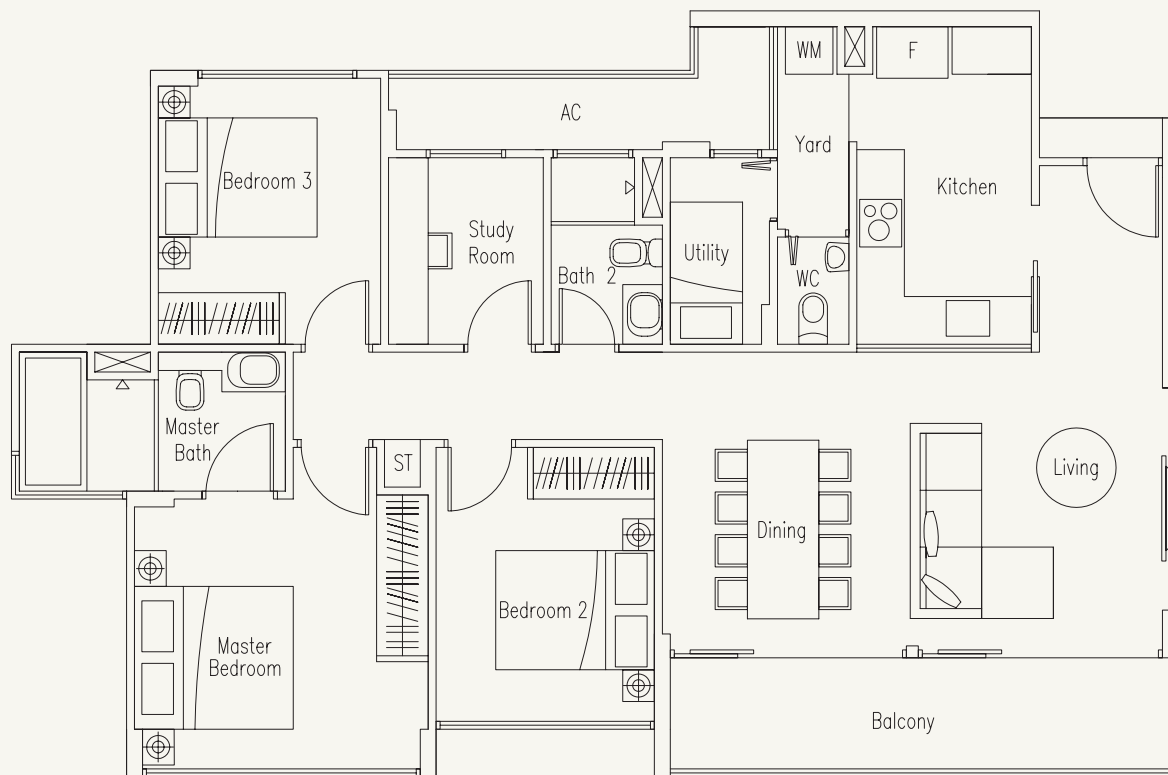 WM
F
AC
Yard
Bedroom 3
Kitchen
Study
Room
Utility
Bath 2
WC
Master
Bath
ST
Living
Dining
Bedroom 2
Master
Bedroom
Balcony